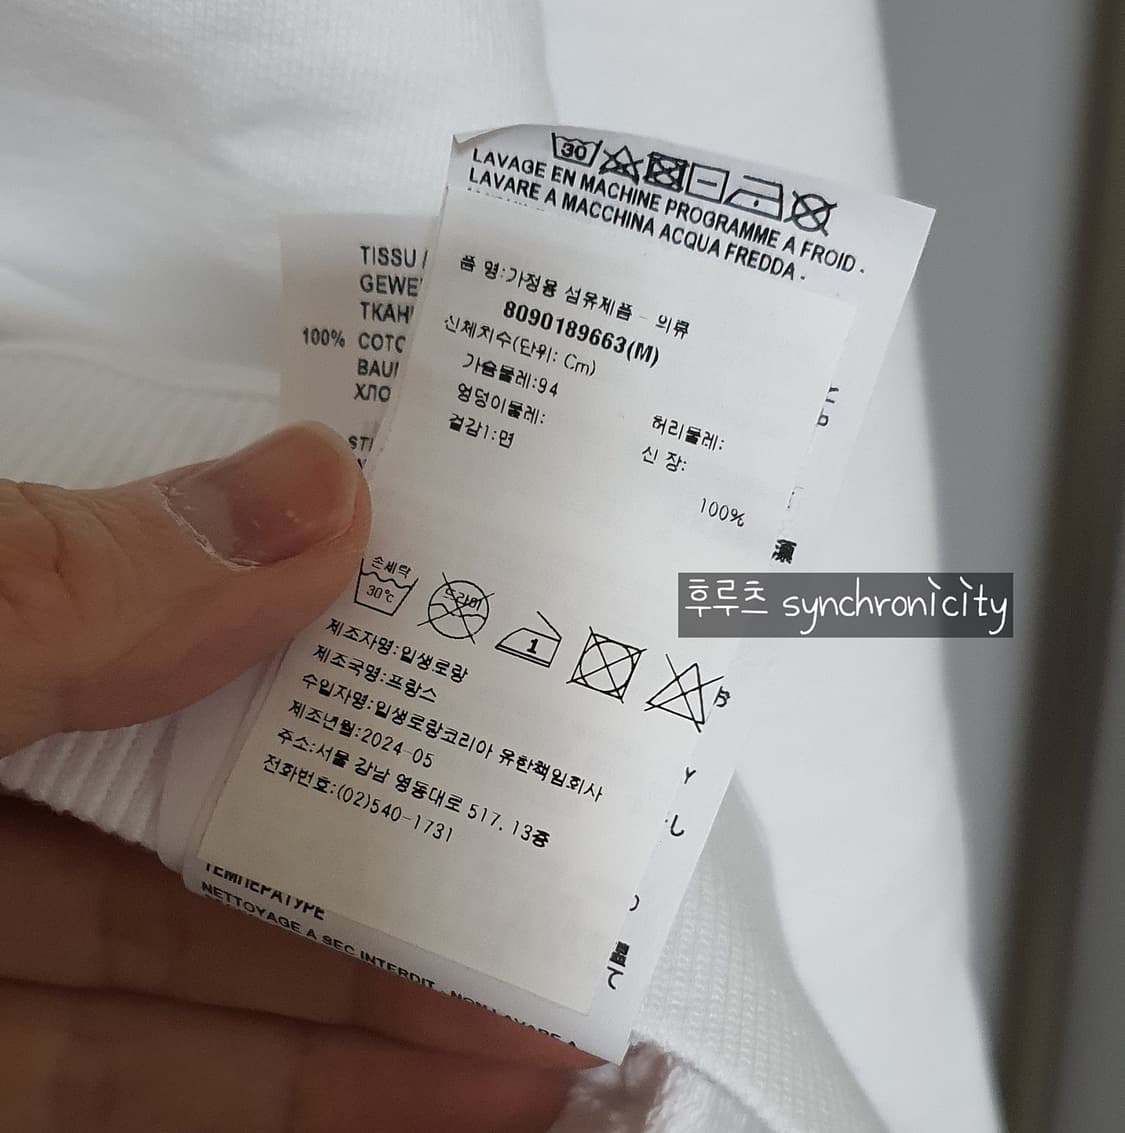 30
LAVAGE EN MACHINE PROGRAMME A FROID -
LAVARE A MACCHINA ACQUA FREDDA -
TISSU
GEWE
ТКАН
100% COTO
BAUI
ХЛО
품 명:가정용 섬유제품 - 의류
8090189663(M)
신체치수(단위: Cm)
가슴둘레:94
허리둘레:
엉덩이둘레:
신 장:
겉감1:면
100%
후루츠 synchronicity
손세탁
30℃
드라이
1
제조자명:입생로랑
제조국명:프랑스
수입자명:입생로랑코리아 유한책임회사
제조년월:2024-05
주소:서울 강남 영동대로 517, 13층
전화번호:(02)540-1731
ТЕМПЕРАТУРЕ
NETTOYAGE A SEC INTERDIT - NON LAVARE A